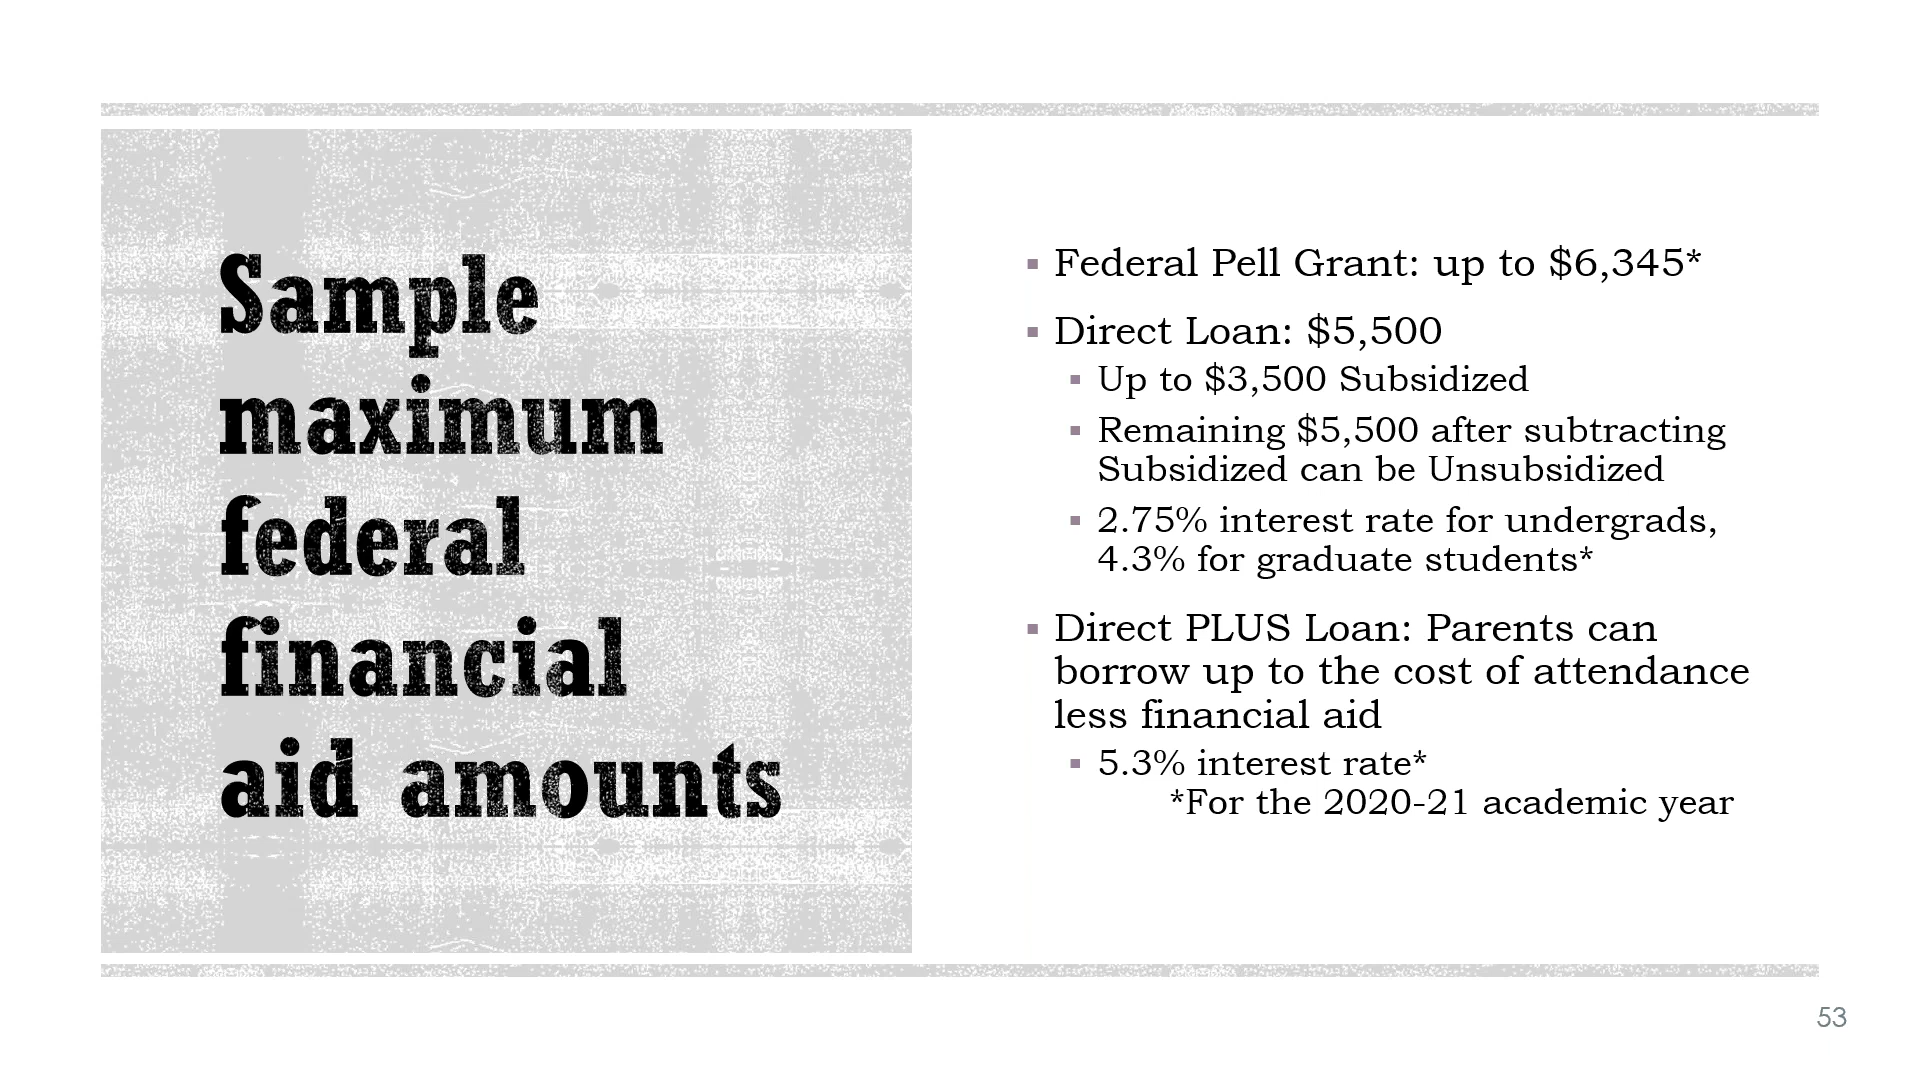 Sample
maximum
federal
financial
aid amounts
▪ Federal Pell Grant: up to $6,345*
▪ Direct Loan: $5,500
▪ Up to $3,500 Subsidized
▪ Remaining $5,500 after subtracting
Subsidized can be Unsubsidized
▪ 2.75% interest rate for undergrads,
4.3% for graduate students*
▪ Direct PLUS Loan: Parents can
borrow up to the cost of attendance
less financial aid
▪ 5.3% interest rate*
*For the 2020-21 academic year
53